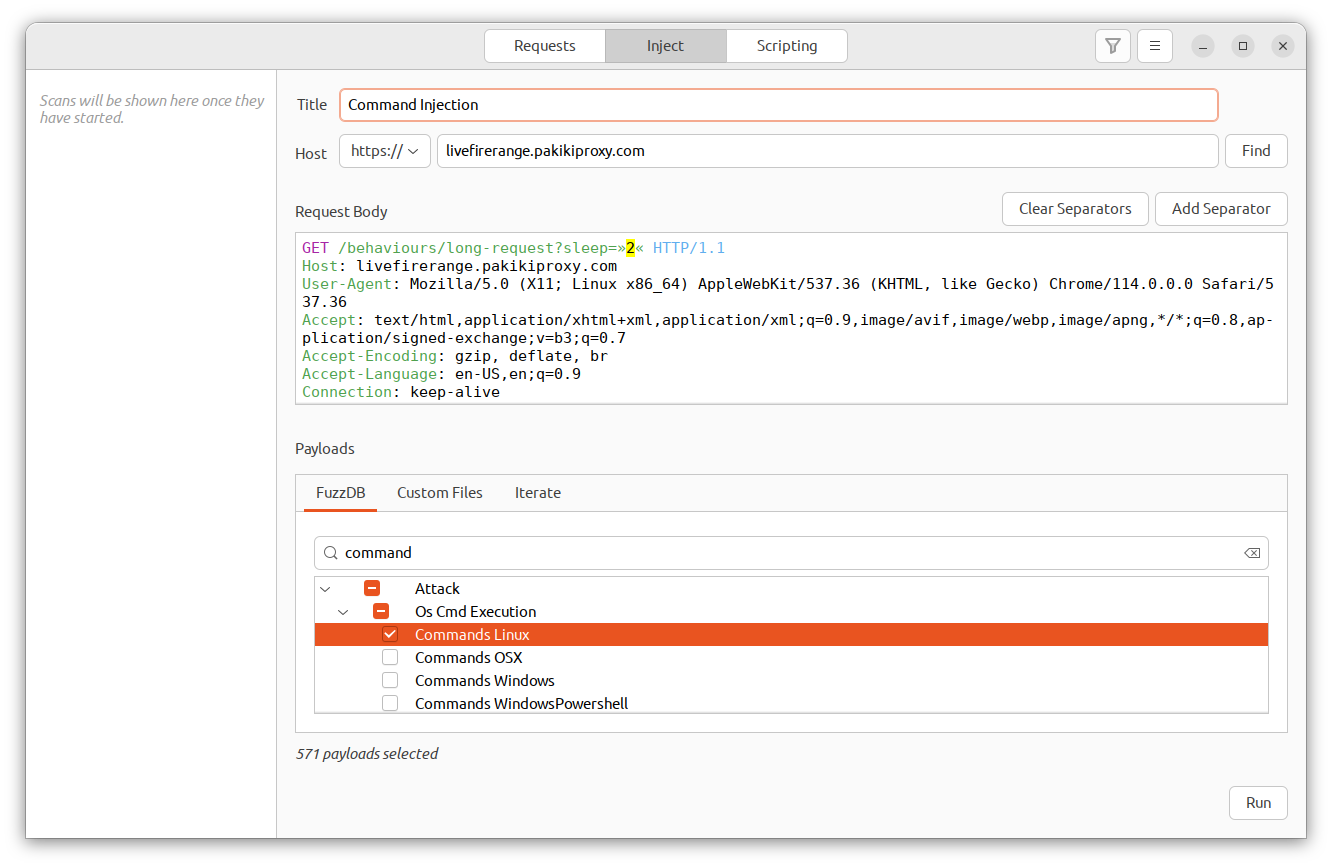 Requests
Inject
Scripting
Scans will be shown here once they
have started.
Title
Command Injection
Host
https://
livefirerange.pakikiproxy.com
Find
Request Body
Clear Separators
Add Separator
GET /behaviours/long-request?sleep=»2« HTTP/1.1
Host: livefirerange.pakikiproxy.com
User-Agent: Mozilla/5.0 (X11; Linux x86_64) AppleWebKit/537.36 (KHTML, like Gecko) Chrome/114.0.0.0 Safari/5
37.36
Accept: text/html,application/xhtml+xml,application/xml;q=0.9,image/avif,image/webp,image/apng,*/*;q=0.8,ap-
plication/signed-exchange;v=b3;q=0.7
Accept-Encoding: gzip, deflate, br
Accept-Language: en-US,en;q=0.9
Connection: keep-alive
Payloads
FuzzDB
Custom Files
Iterate
command
Attack
Os Cmd Execution
Commands Linux
Commands OSX
Commands Windows
Commands WindowsPowershell
571 payloads selected
Run